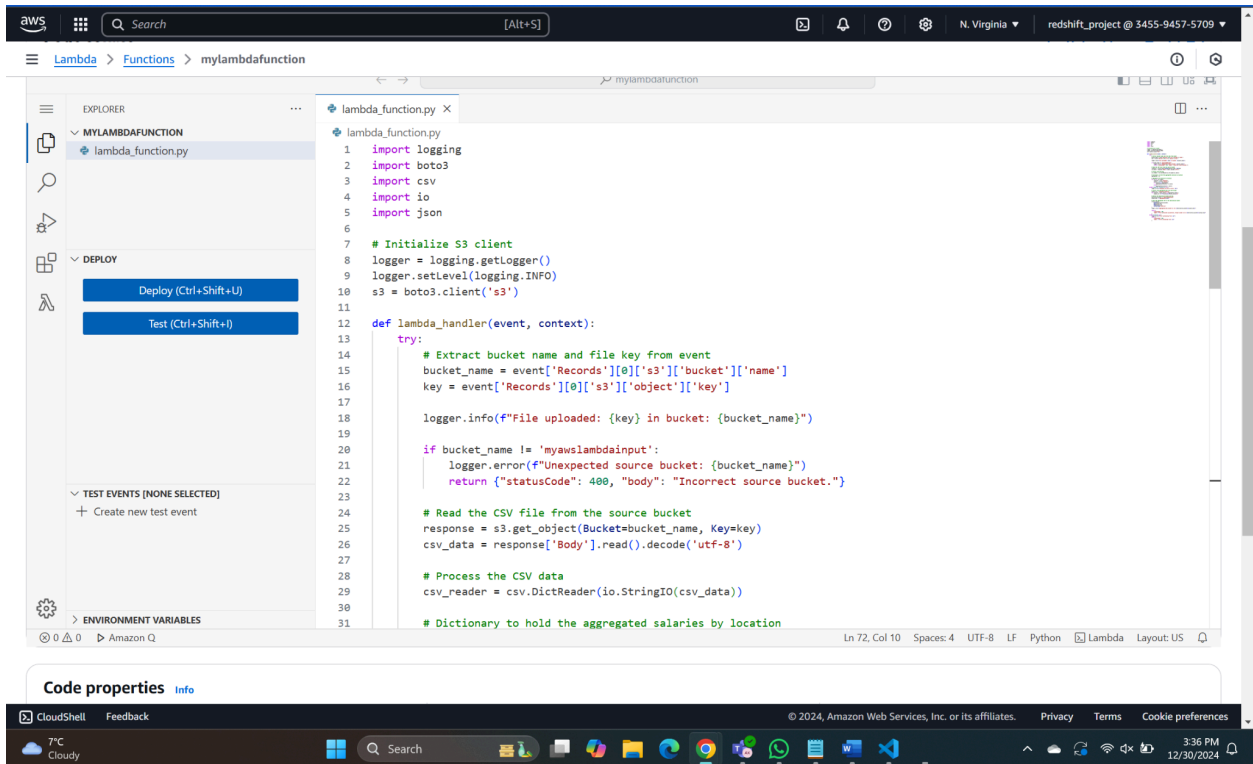 aws
Search
[Alt+S]
N. Virginia ▼
redshift_project @ 3455-9457-5709 ▼
Lambda > Functions > mylambdafunction
mylambdafunction
EXPLORER
lambda_function.py
MYLAMBDAFUNCTION
lambda_function.py
lambda_function.py
1 import logging
2 import boto3
3 import csv
4 import io
5 import json
6
7 # Initialize S3 client
8 logger = logging.getLogger()
9 logger.setLevel(logging.INFO)
10 s3 = boto3.client('s3')
11
12 def lambda_handler(event, context):
13 try:
14 # Extract bucket name and file key from event
15 bucket_name = event['Records'][0]['s3']['bucket']['name']
16 key = event['Records'][0]['s3']['object']['key']
17
18 logger.info(f"File uploaded: {key} in bucket: {bucket_name}")
19
20 if bucket_name != 'myawslambdainput':
21 logger.error(f"Unexpected source bucket: {bucket_name}")
22 return {"statusCode": 400, "body": "Incorrect source bucket."}
23
24 # Read the CSV file from the source bucket
25 response = s3.get_object(Bucket=bucket_name, Key=key)
26 csv_data = response['Body'].read().decode('utf-8')
27
28 # Process the CSV data
29 csv_reader = csv.DictReader(io.StringIO(csv_data))
30
31 # Dictionary to hold the aggregated salaries by location
DEPLOY
Deploy (Ctrl+Shift+U)
Test (Ctrl+Shift+I)
TEST EVENTS [NONE SELECTED]
+ Create new test event
ENVIRONMENT VARIABLES
0 0 Amazon Q
Ln 72, Col 10 Spaces: 4 UTF-8 LF Python Lambda Layout: US
Code properties Info
CloudShell Feedback
© 2024, Amazon Web Services, Inc. or its affiliates. Privacy Terms Cookie preferences
7°C
Cloudy
Search
3:36 PM
12/30/2024